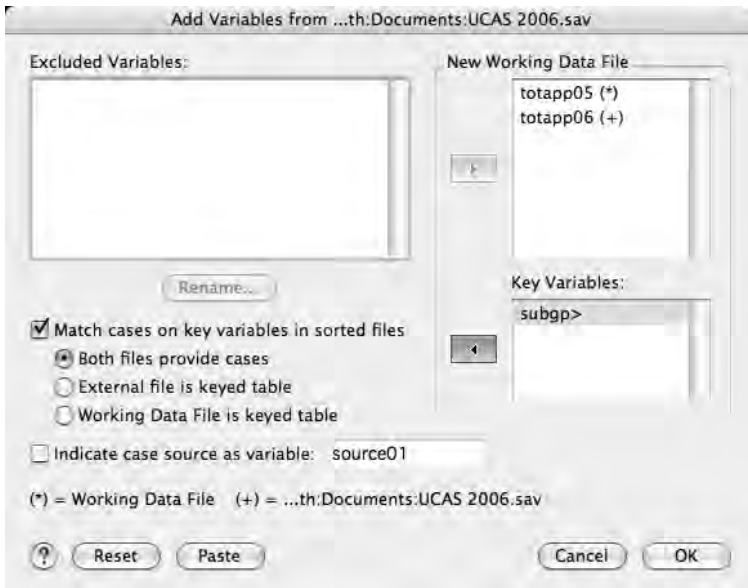 Add Variables from ...th:Documents:UCAS 2006.sav
Excluded Variables:
New Working Data File
totapp05 (*)
totapp06 (+)
Rename...
Key Variables:
subgp>
Match cases on key variables in sorted files
Both files provide cases
External file is keyed table
Working Data File is keyed table
Indicate case source as variable: source01
(*) = Working Data File (+) = ...th:Documents:UCAS 2006.sav
? Reset Paste Cancel OK